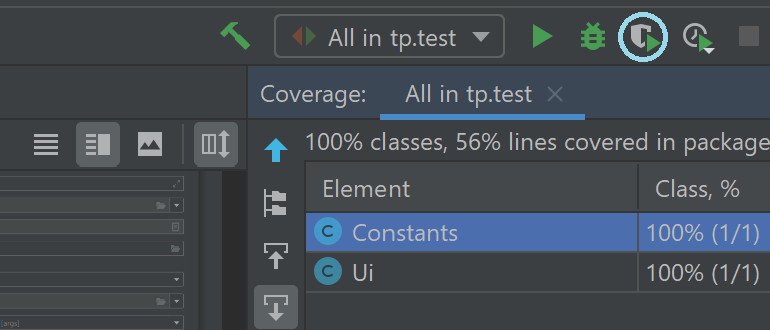 All in tp.test
Coverage: All in tp.test
100% classes, 56% lines covered in package
Element Class, %
C Constants 100% (1/1)
C Ui 100% (1/1)
[args]